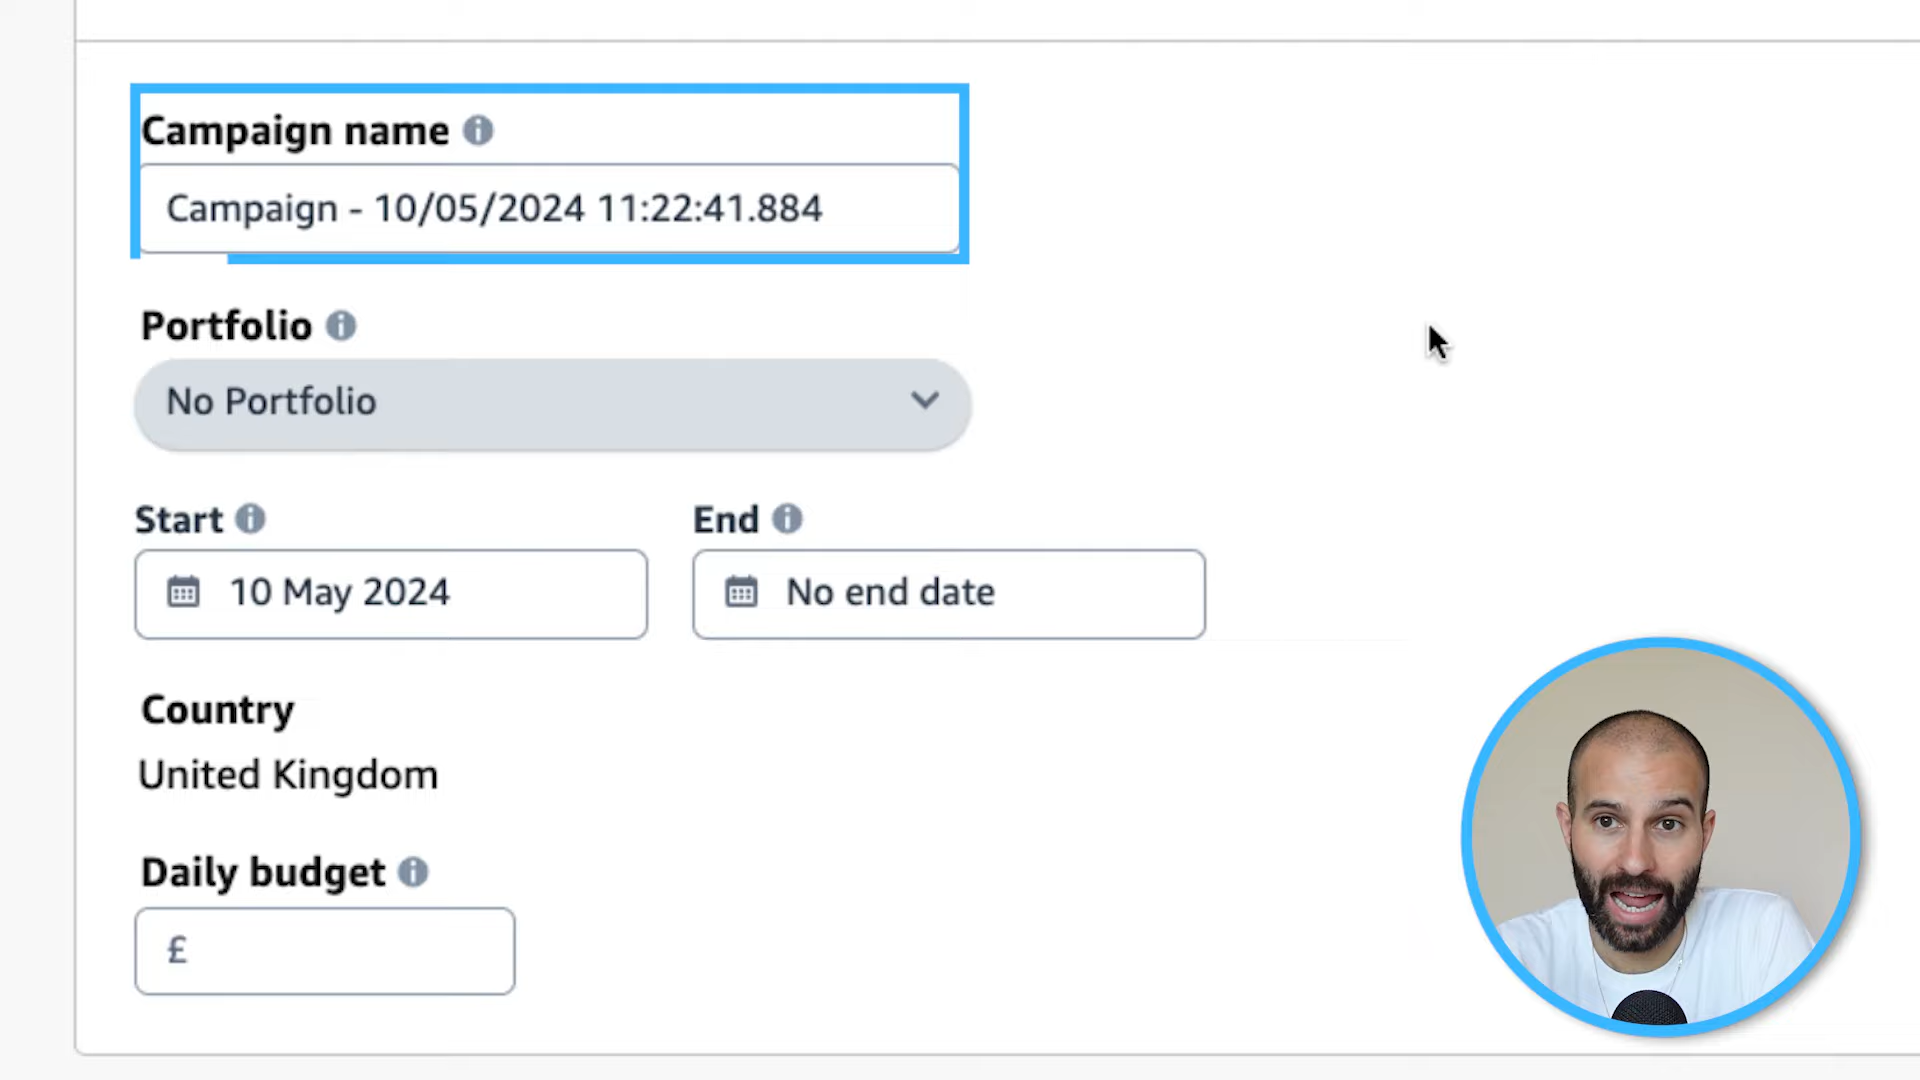 Campaign name
Campaign - 10/05/2024 11:22:41.884
Portfolio
No Portfolio
Start End
10 May 2024 No end date
Country
United Kingdom
Daily budget
£